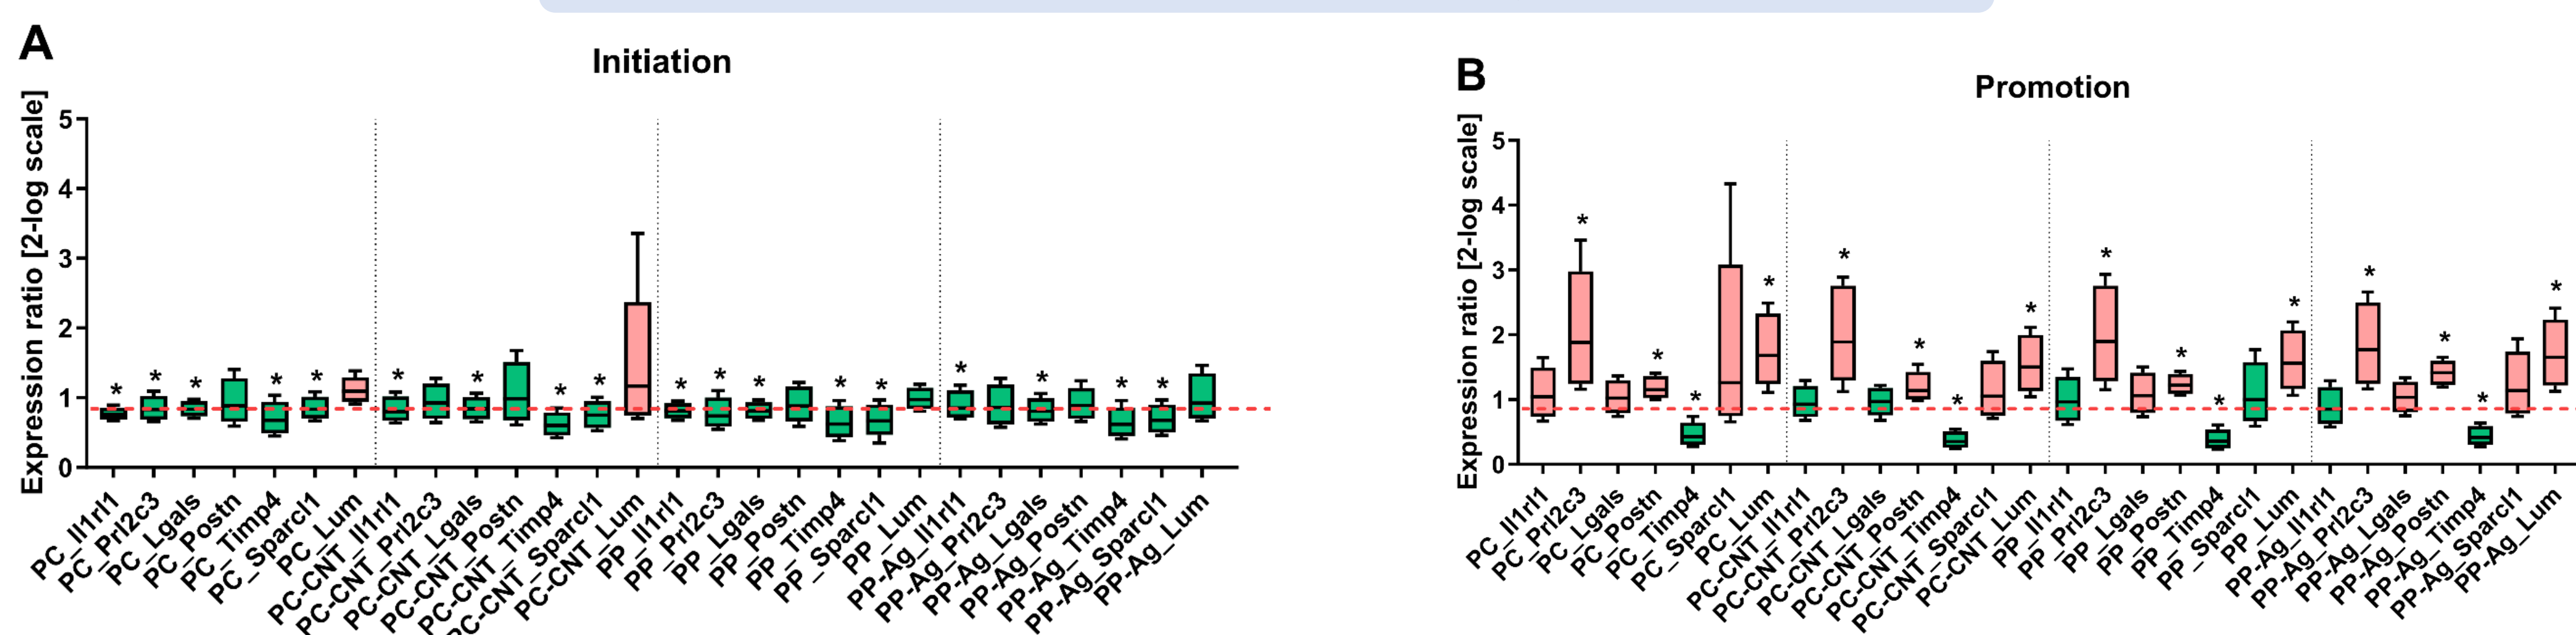 A
Initiation
Expression ratio [2-log scale]
5
4
3
2
1
0
* * * * * * * * * * * * * * * * * *
PC_Il1rl1
PC_Prl2c3
PC_Lgals
PC_Postn
PC_Timp4
PC_Sparcl1
PC_Lum
PC-CNT_Il1rl1
PC-CNT_Prl2c3
PC-CNT_Lgals
PC-CNT_Postn
PC-CNT_Timp4
PC-CNT_Sparcl1
PC-CNT_Lum
PP_Il1rl1
PP_Prl2c3
PP_Lgals
PP_Postn
PP_Timp4
PP_Sparcl1
PP_Lum
PP-Ag_Il1rl1
PP-Ag_Prl2c3
PP-Ag_Lgals
PP-Ag_Postn
PP-Ag_Timp4
PP-Ag_Sparcl1
PP-Ag_Lum
B
Promotion
Expression ratio [2-log scale]
5
4
3
2
1
0
* * * * * * * * * * * * * * * *
PC_Il1rl1
PC_Prl2c3
PC_Lgals
PC_Postn
PC_Timp4
PC_Sparcl1
PC_Lum
PC-CNT_Il1rl1
PC-CNT_Prl2c3
PC-CNT_Lgals
PC-CNT_Postn
PC-CNT_Timp4
PC-CNT_Sparcl1
PC-CNT_Lum
PP_Il1rl1
PP_Prl2c3
PP_Lgals
PP_Postn
PP_Timp4
PP_Sparcl1
PP_Lum
PP-Ag_Il1rl1
PP-Ag_Prl2c3
PP-Ag_Lgals
PP-Ag_Postn
PP-Ag_Timp4
PP-Ag_Sparcl1
PP-Ag_Lum